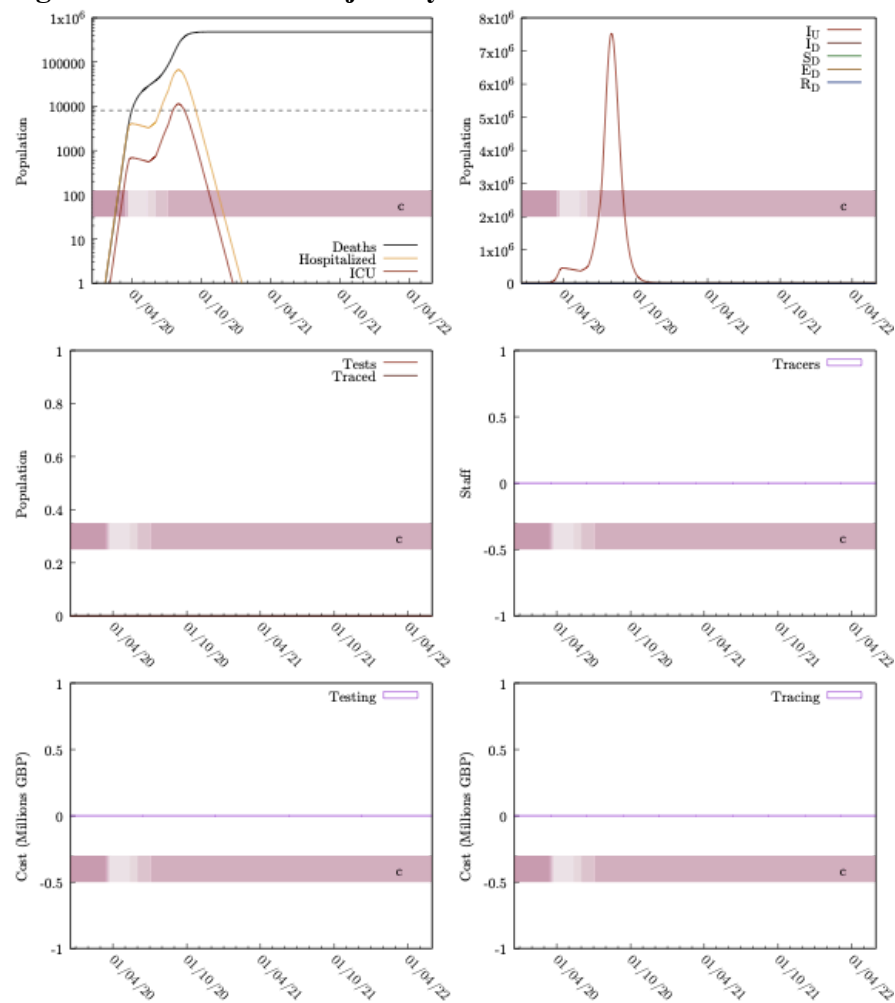 1x10⁶
100000
10000
1000
100
10
1
Population
c
Deaths
Hospitalized
ICU
01/04/20
01/10/20
01/04/21
01/10/21
01/04/22
8x10⁶
7x10⁶
6x10⁶
5x10⁶
4x10⁶
3x10⁶
2x10⁶
1x10⁶
0
Population
I_U
I_D
S_D
E_D
R_D
c
01/04/20
01/10/20
01/04/21
01/10/21
01/04/22
1
0.8
0.6
0.4
0.2
0
Population
Tests
Traced
c
01/04/20
01/10/20
01/04/21
01/10/21
01/04/22
1
0.5
0
-0.5
-1
Staff
Tracers
c
01/04/20
01/10/20
01/04/21
01/10/21
01/04/22
1
0.5
0
-0.5
-1
Cost (Millions GBP)
Testing
c
01/04/20
01/10/20
01/04/21
01/10/21
01/04/22
1
0.5
0
-0.5
-1
Cost (Millions GBP)
Tracing
c
01/04/20
01/10/20
01/04/21
01/10/21
01/04/22